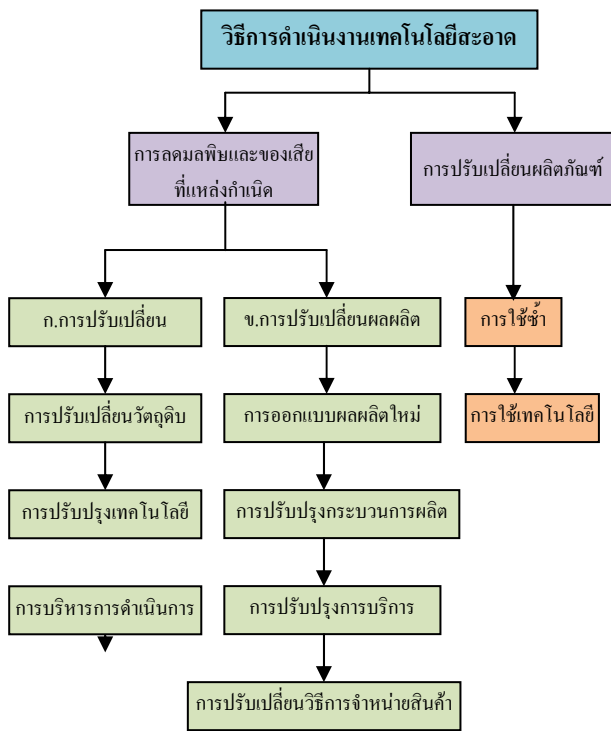 วิธีการดำเนินงานเทคโนโลยีสะอาด
การลดมลพิษและของเสีย
ที่แหล่งกำเนิด
การปรับเปลี่ยนผลิตภัณฑ์
ก.การปรับเปลี่ยน
ข.การปรับเปลี่ยนผลผลิต
การใช้ซ้ำ
การปรับเปลี่ยนวัตถุดิบ
การออกแบบผลผลิตใหม่
การใช้เทคโนโลยี
การปรับปรุงเทคโนโลยี
การปรับปรุงกระบวนการผลิต
การบริหารการดำเนินการ
การปรับปรุงการบริการ
การปรับเปลี่ยนวิธีการจำหน่ายสินค้า